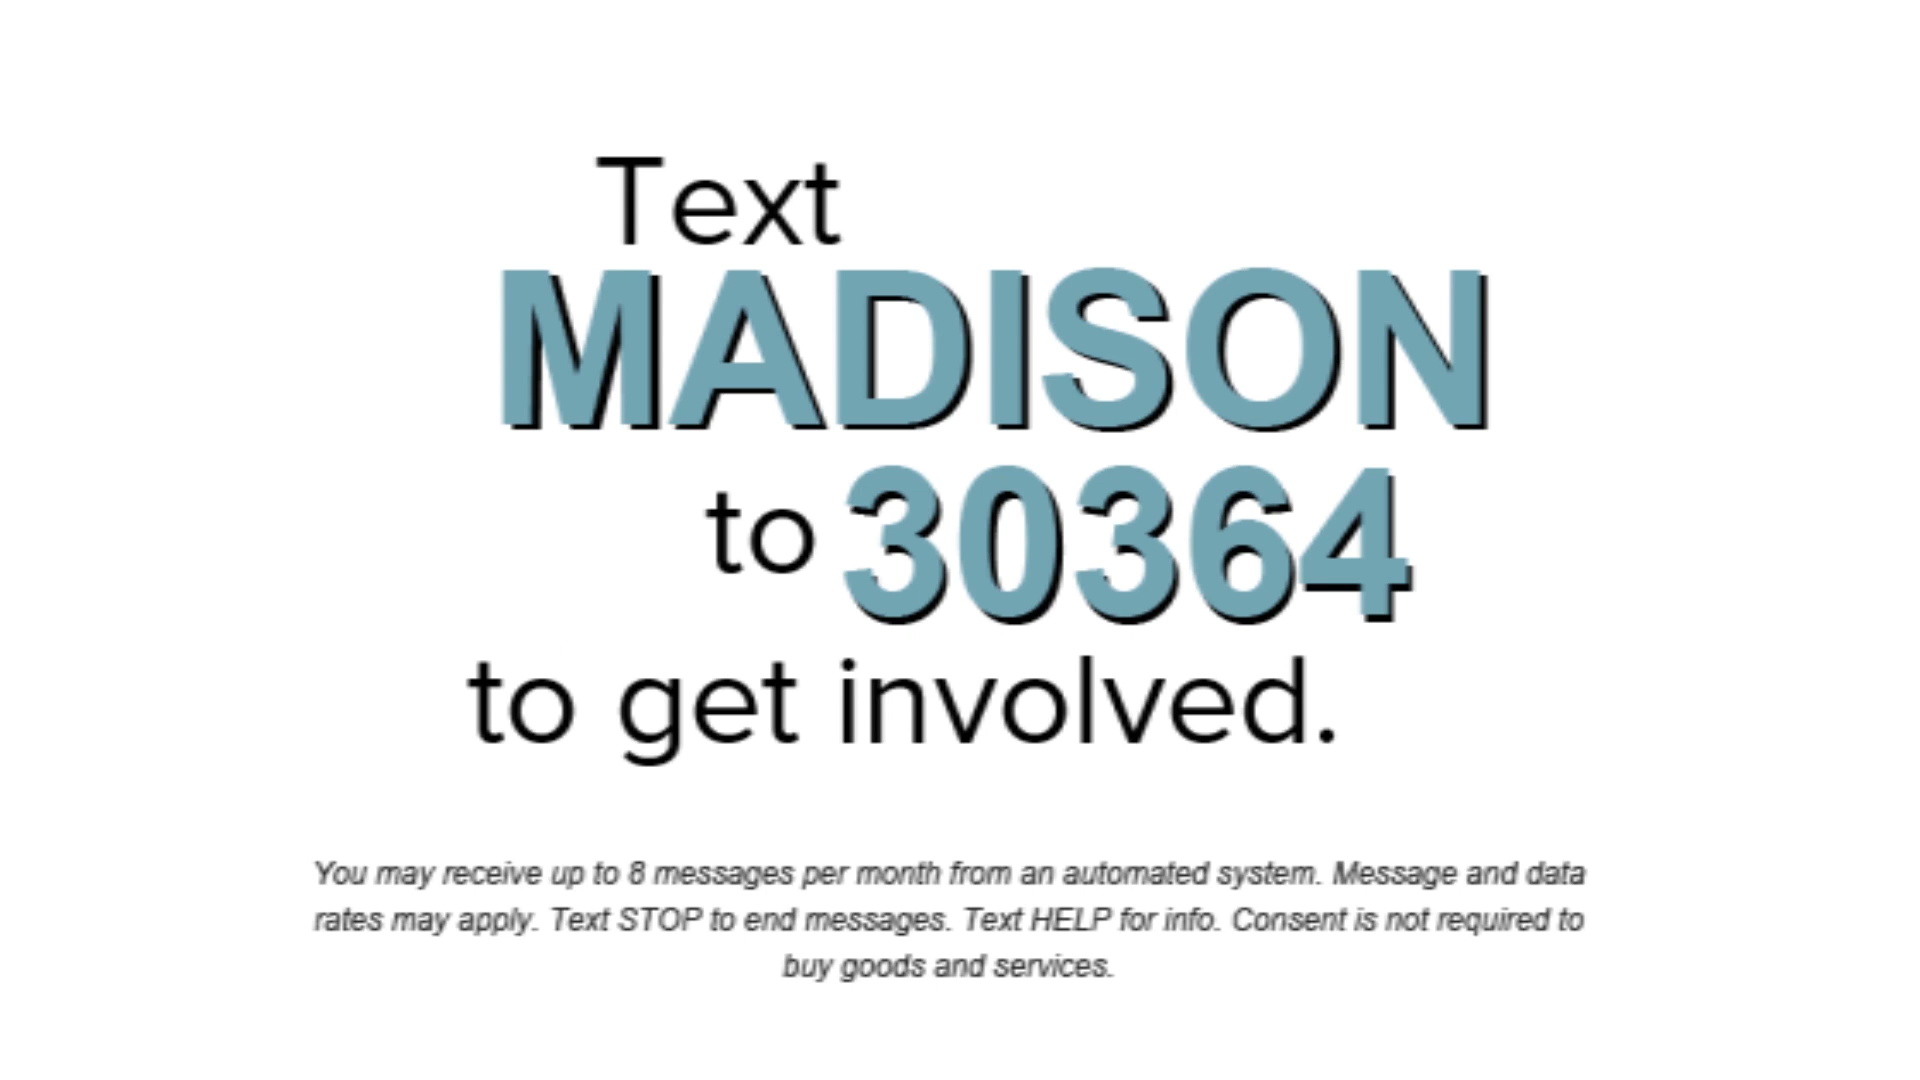 Text
MADISON
to 30364
to get involved.
You may receive up to 8 messages per month from an automated system. Message and data
rates may apply. Text STOP to end messages. Text HELP for info. Consent is not required to
buy goods and services.